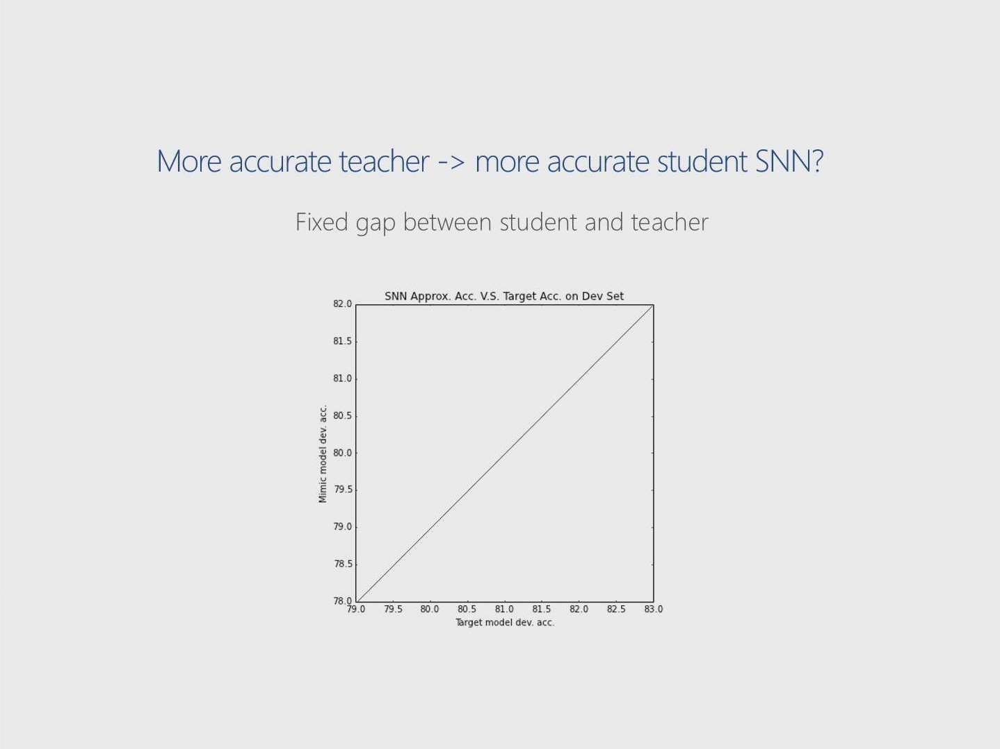 More accurate teacher -> more accurate student SNN?
Fixed gap between student and teacher
SNN Approx. Acc. V.S. Target Acc. on Dev Set
82.0
81.5
81.0
80.5
80.0
79.5
79.0
78.5
78.0
Mimic model dev. acc.
79.0 79.5 80.0 80.5 81.0 81.5 82.0 82.5 83.0
Target model dev. acc.